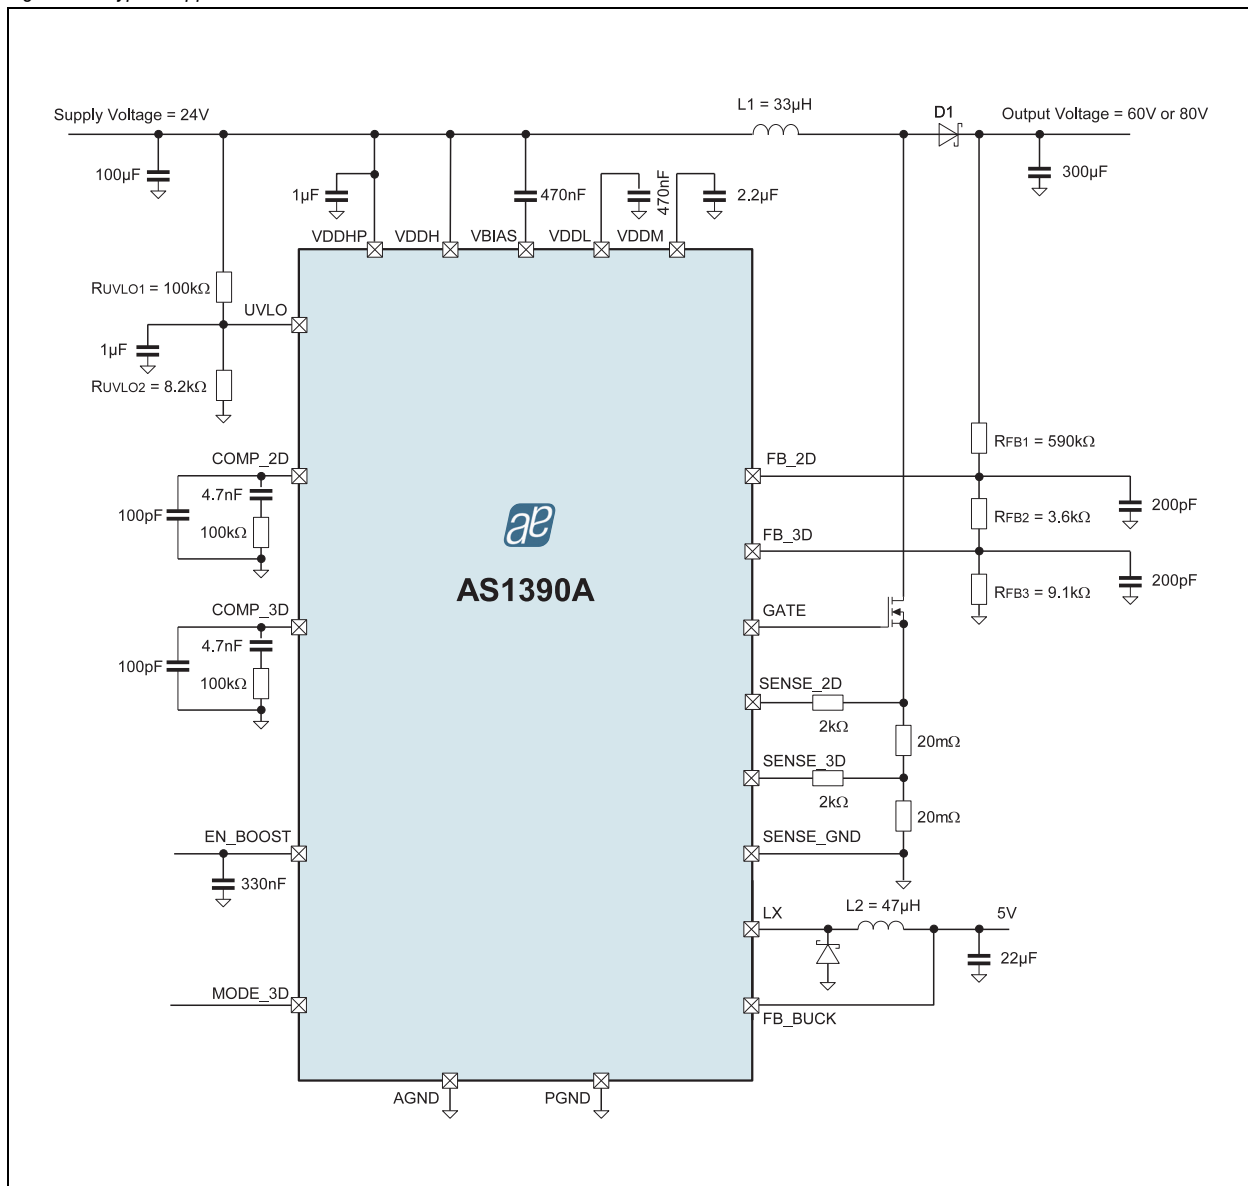 Supply Voltage = 24V
L1 = 33µH
D1
Output Voltage = 60V or 80V
100µF
1µF
470nF
470nF
2.2µF
300µF
VDDHP
VDDH
VBIAS
VDDL
VDDM
RUVLO1 = 100kΩ
UVLO
1µF
RUVLO2 = 8.2kΩ
RFB1 = 590kΩ
COMP_2D
FB_2D
4.7nF
100pF
100kΩ
200pF
RFB2 = 3.6kΩ
FB_3D
AS1390A
200pF
RFB3 = 9.1kΩ
COMP_3D
GATE
4.7nF
100pF
100kΩ
SENSE_2D
2kΩ
20mΩ
SENSE_3D
2kΩ
20mΩ
EN_BOOST
SENSE_GND
330nF
LX
L2 = 47µH
5V
22µF
MODE_3D
FB_BUCK
AGND
PGND